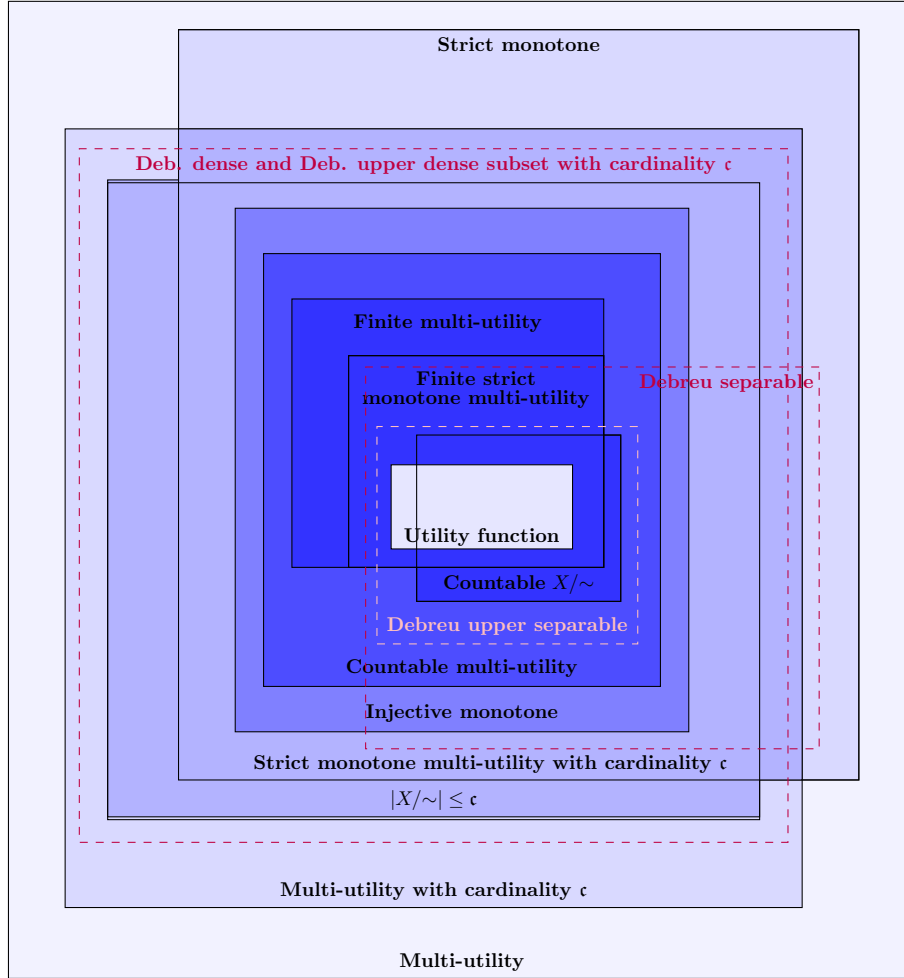 Strict monotone
Deb. dense and Deb. upper dense subset with cardinality 𝔠
Finite multi-utility
Debreu separable
Finite strict
monotone multi-utility
Utility function
Countable X/∼
Debreu upper separable
Countable multi-utility
Injective monotone
Strict monotone multi-utility with cardinality 𝔠
|X/∼| ≤ 𝔠
Multi-utility with cardinality 𝔠
Multi-utility